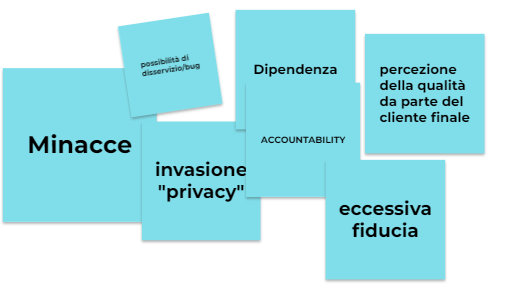 Minacce
possibilità di
disservizio/bug
invasione
"privacy"
Dipendenza
ACCOUNTABILITY
percezione
della qualità
da parte del
cliente finale
eccessiva
fiducia